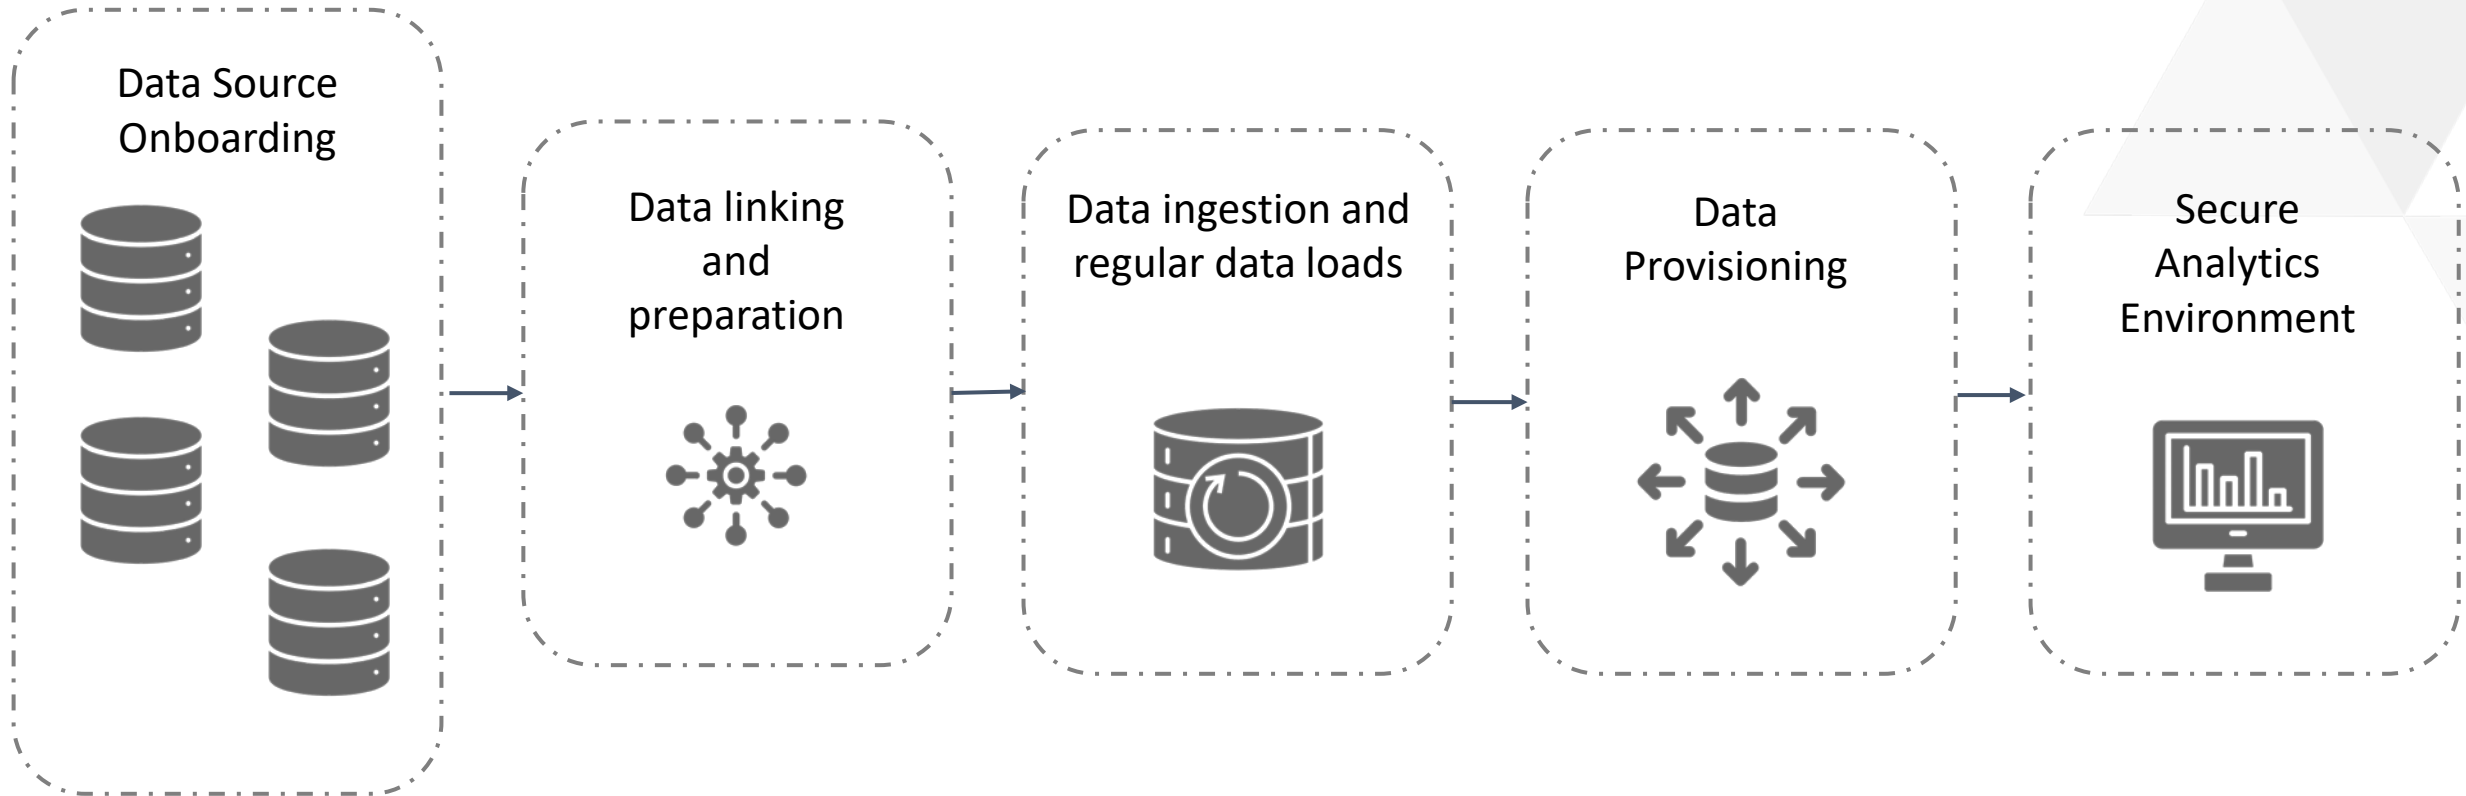 Data Source
Onboarding
Data linking
and
preparation
Data ingestion and
regular data loads
Data
Provisioning
Secure
Analytics
Environment